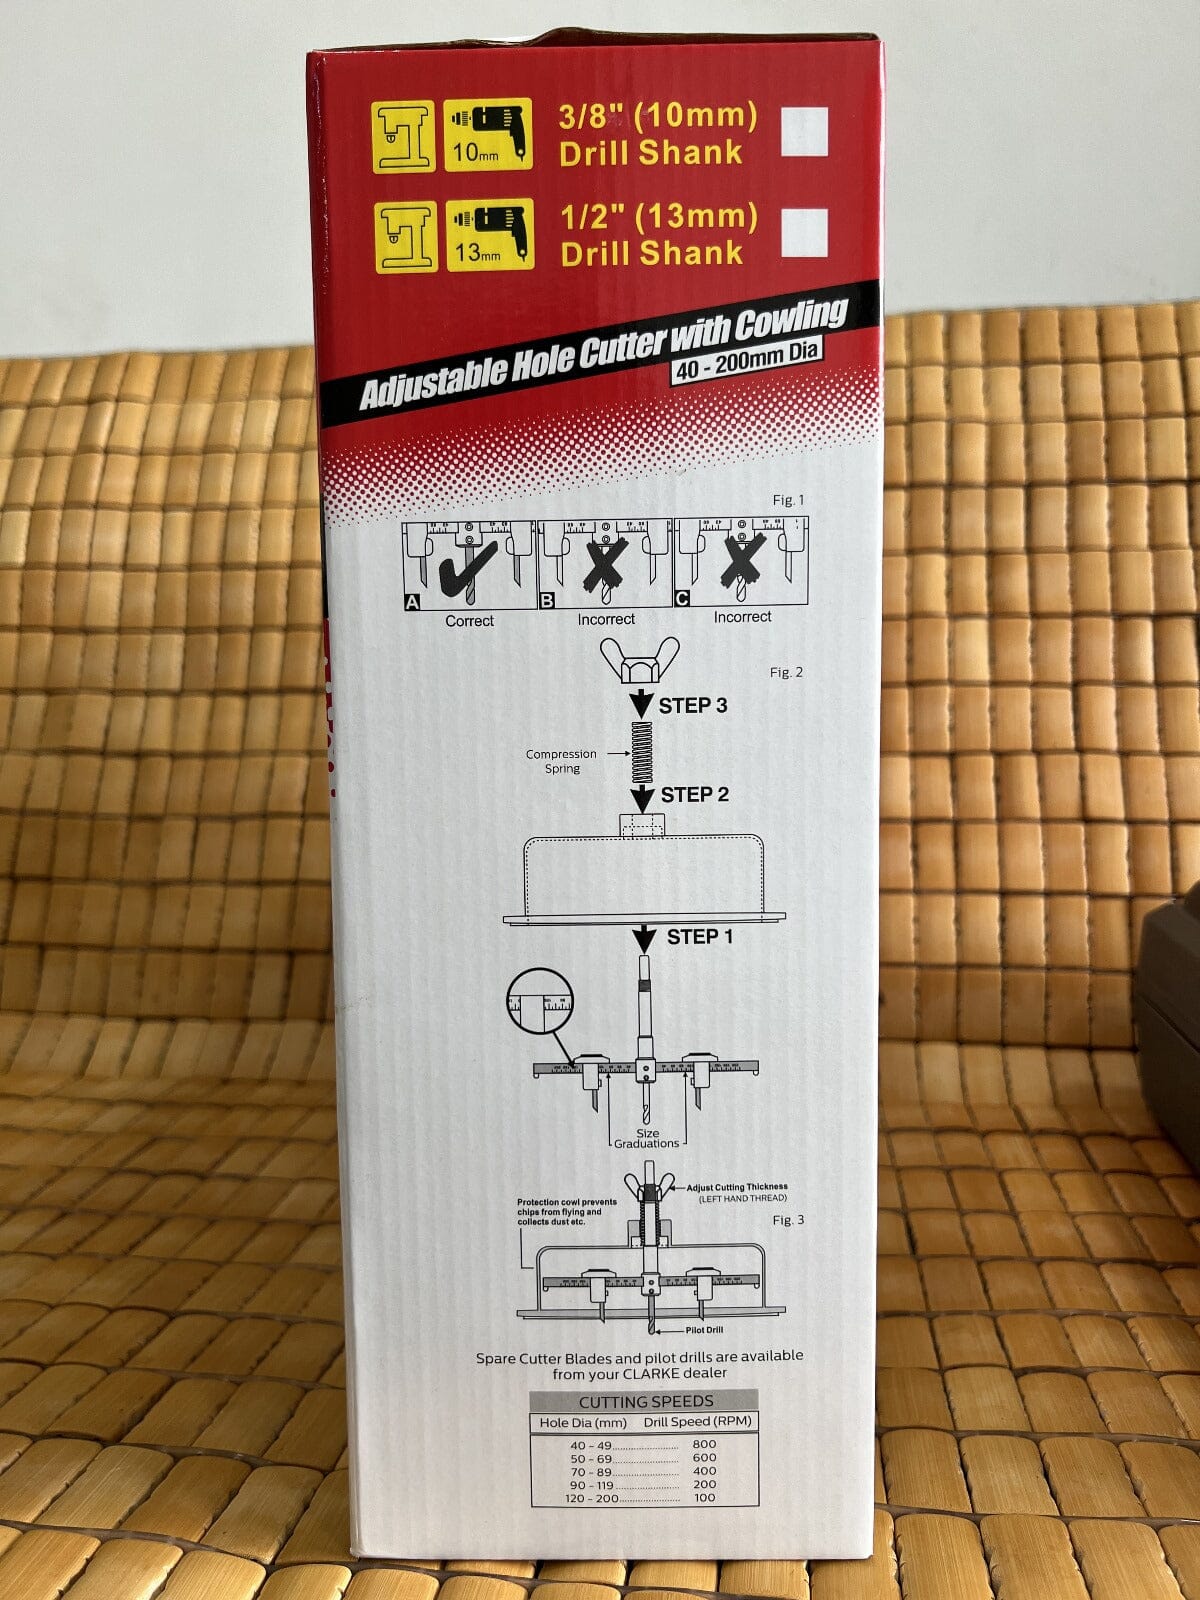 3/8" (10mm)
Drill Shank
10mm
1/2" (13mm)
Drill Shank
13mm
Adjustable Hole Cutter with Cowling
40 - 200mm Dia
Fig. 1
A
B
C
Correct
Incorrect
Incorrect
Fig. 2
STEP 3
Compression
Spring
STEP 2
STEP 1
Size
Graduations
Adjust Cutting Thickness
(LEFT HAND THREAD)
Protection cowl prevents
chips from flying and
collects dust etc.
Fig. 3
Pilot Drill
Spare Cutter Blades and pilot drills are available
from your CLARKE dealer
CUTTING SPEEDS
Hole Dia (mm) Drill Speed (RPM)
40 - 49........................ 800
50 - 69........................ 600
70 - 89........................ 400
90 - 119....................... 200
120 - 200...................... 100